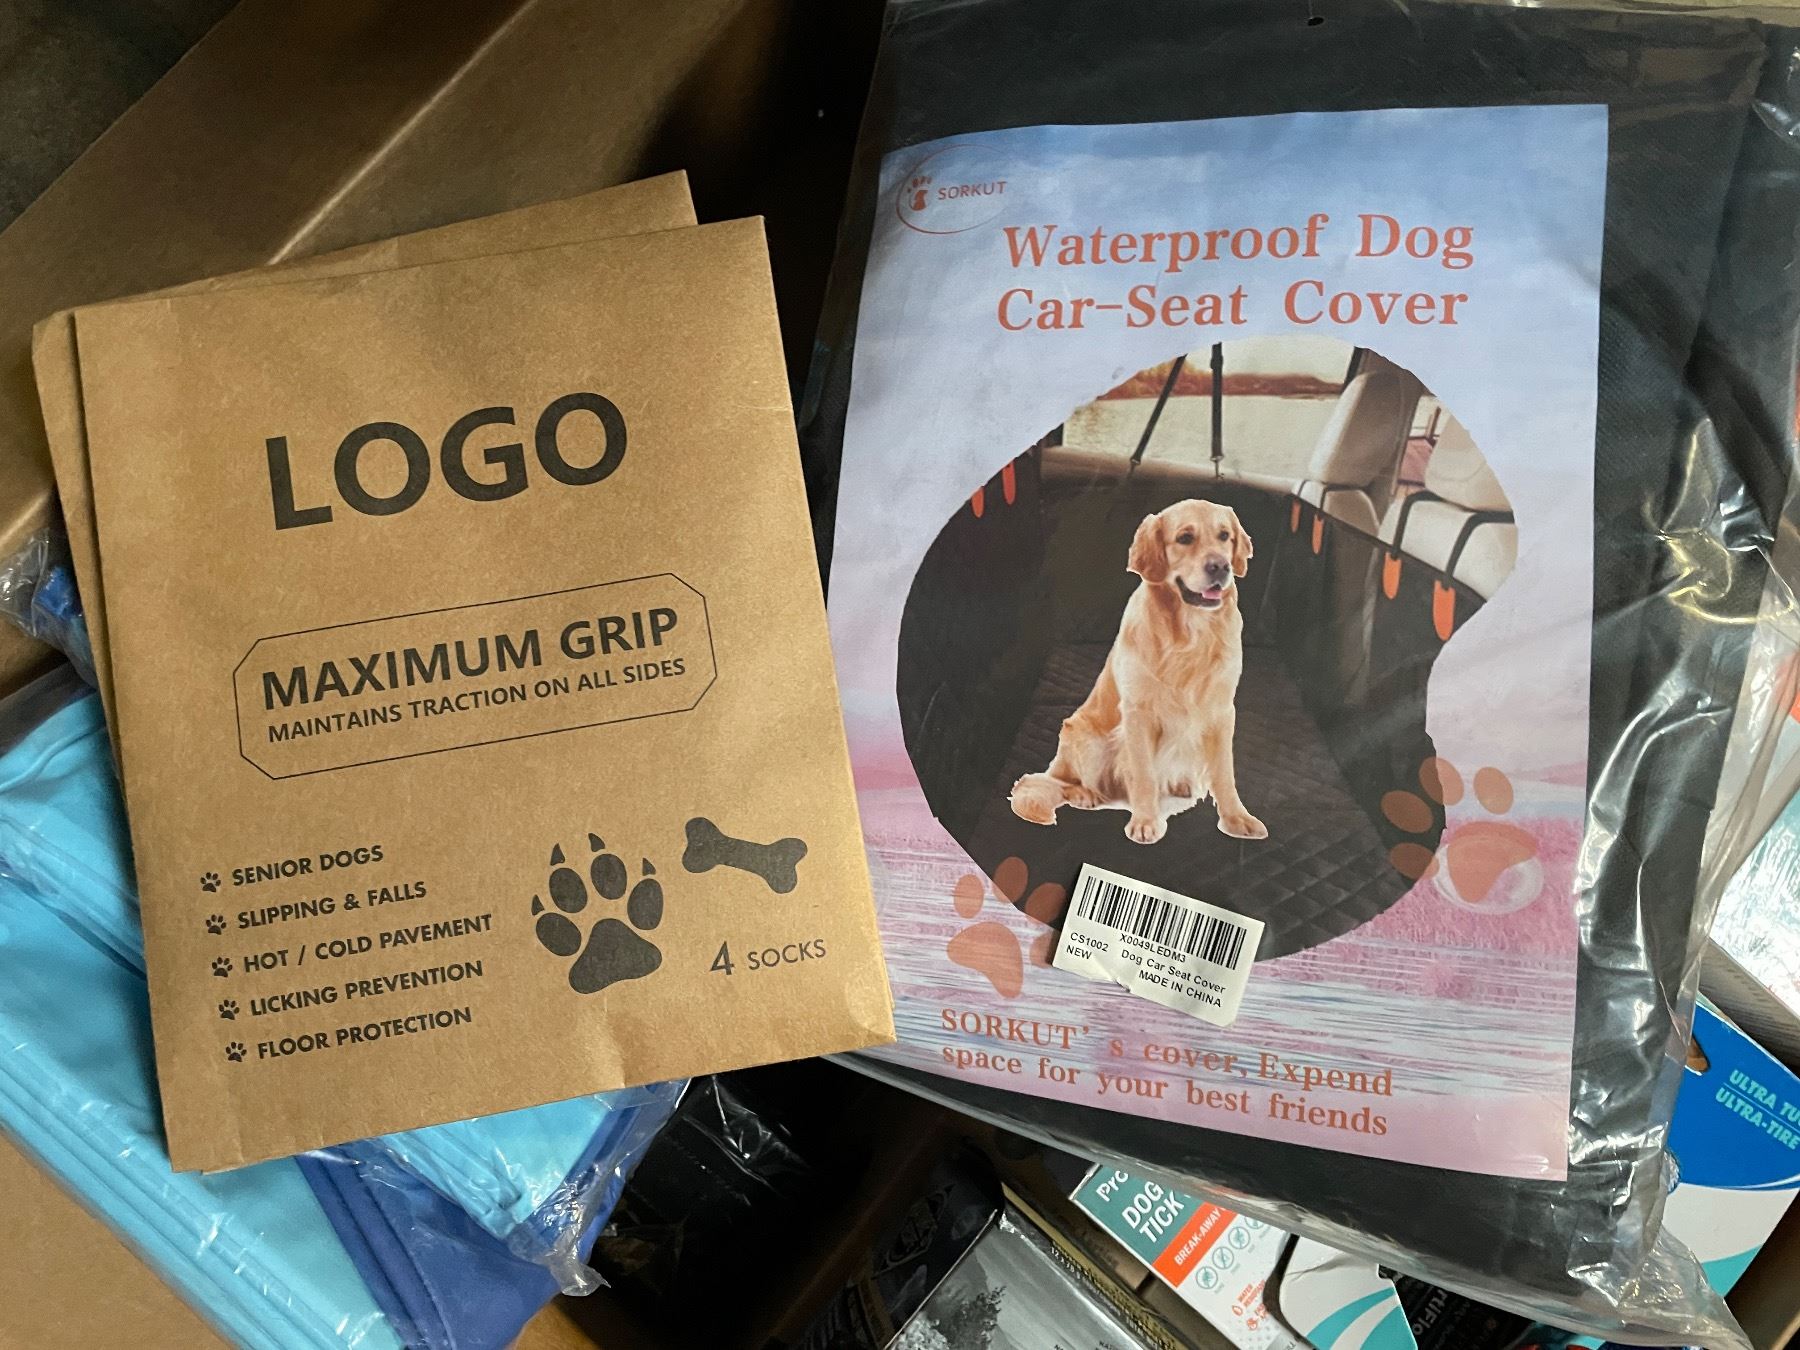 LOGO
MAXIMUM GRIP
MAINTAINS TRACTION ON ALL SIDES
SENIOR DOGS
SLIPPING & FALLS
HOT / COLD PAVEMENT
LICKING PREVENTION
FLOOR PROTECTION
4 SOCKS
SORKUT
Waterproof Dog
Car-Seat Cover
X0049LEDM3
CS1002 Dog Car Seat Cover
NEW MADE IN CHINA
SORKUT' s cover, Expend
space for your best friends
DOG
TICK
BREAK-AWAY
ULTRA
ULTRA-TIRE